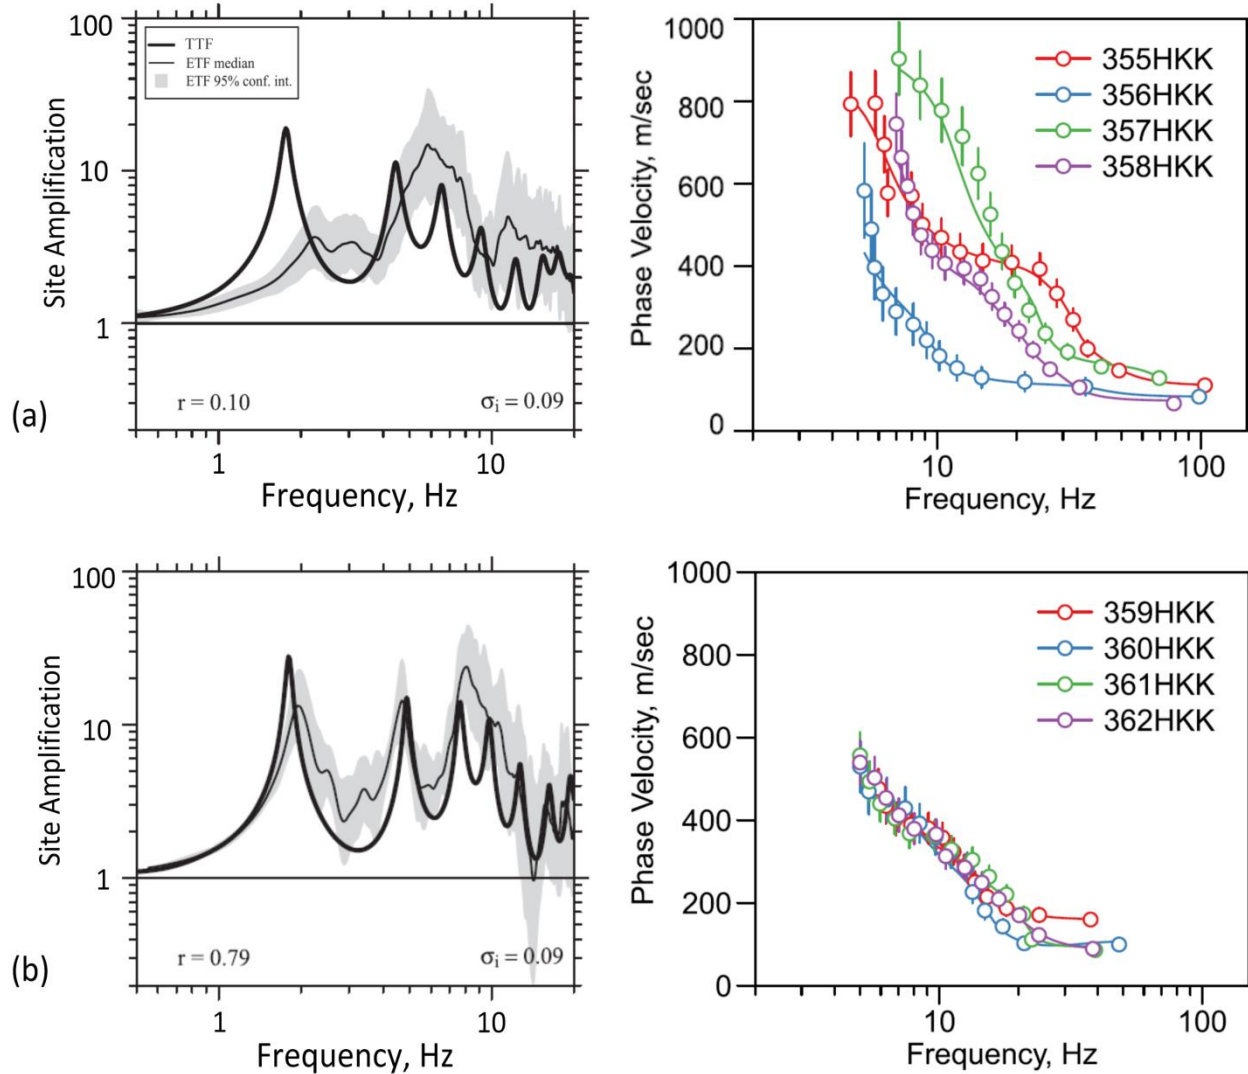 100
10
1
Site Amplification
TTF
ETF median
ETF 95% conf. int.
r = 0.10
σi = 0.09
1
10
Frequency, Hz
(a)
1000
800
600
400
200
0
Phase Velocity, m/sec
355HKK
356HKK
357HKK
358HKK
10
100
Frequency, Hz
100
10
1
Site Amplification
r = 0.79
σi = 0.09
1
10
Frequency, Hz
(b)
1000
800
600
400
200
0
Phase Velocity, m/sec
359HKK
360HKK
361HKK
362HKK
10
100
Frequency, Hz